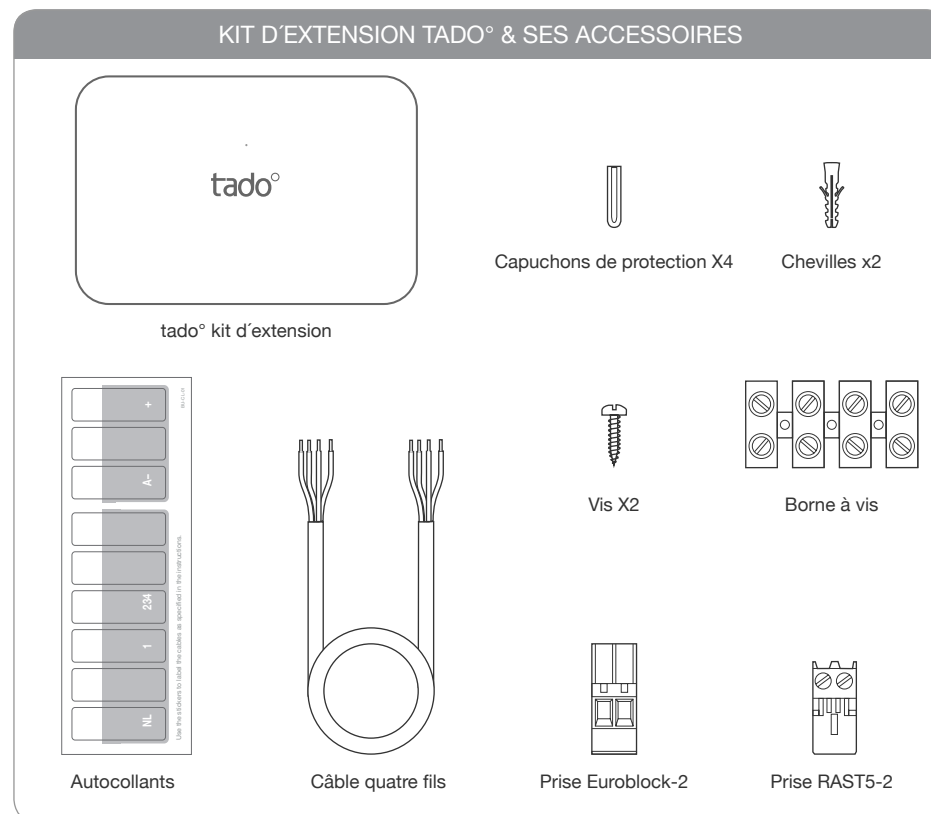 KIT D´EXTENSION TADO° & SES ACCESSOIRES
tado°
Capuchons de protection X4
Chevilles x2
tado° kit d´extension
+
A-
234
1
NL
Use the stickers to label the cables as specified in the instructions.
Vis X2
Borne à vis
Autocollants
Câble quatre fils
Prise Euroblock-2
Prise RAST5-2